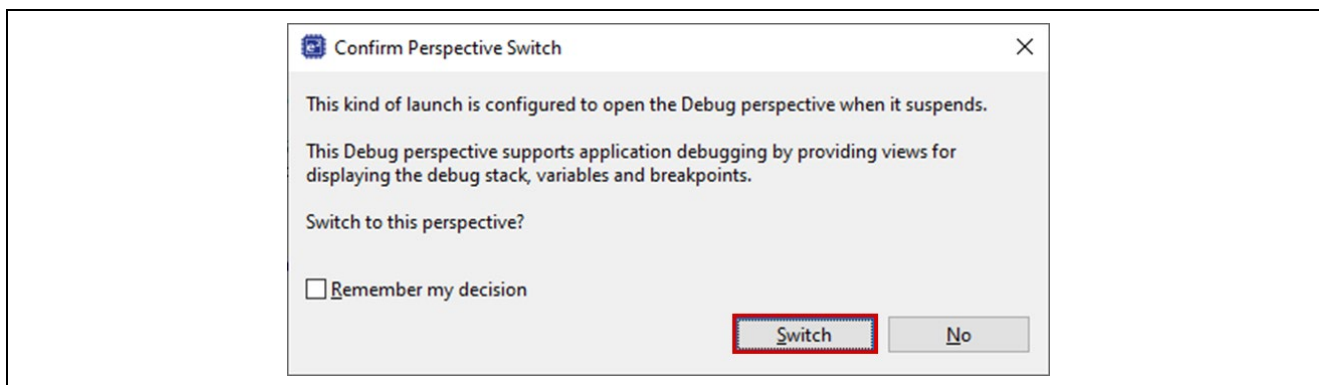 Confirm Perspective Switch
This kind of launch is configured to open the Debug perspective when it suspends.
This Debug perspective supports application debugging by providing views for
displaying the debug stack, variables and breakpoints.
Switch to this perspective?
Remember my decision
Switch No